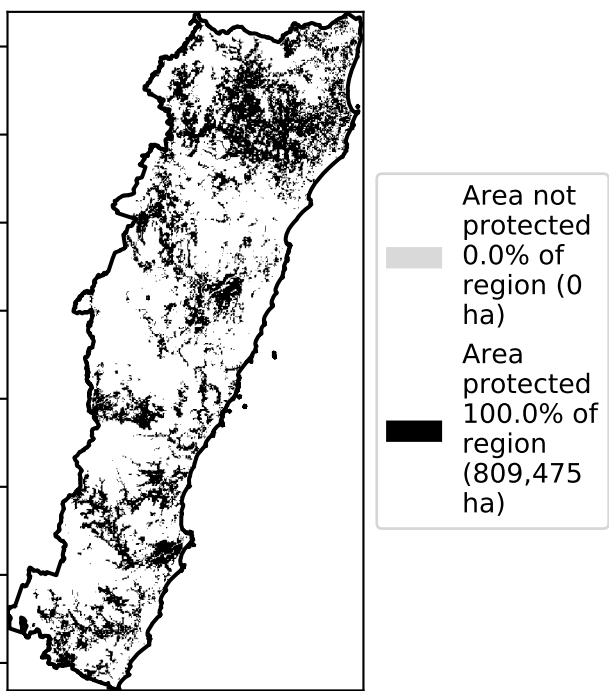 Area not
protected
0.0% of
region (0
ha)
Area
protected
100.0% of
region
(809,475
ha)